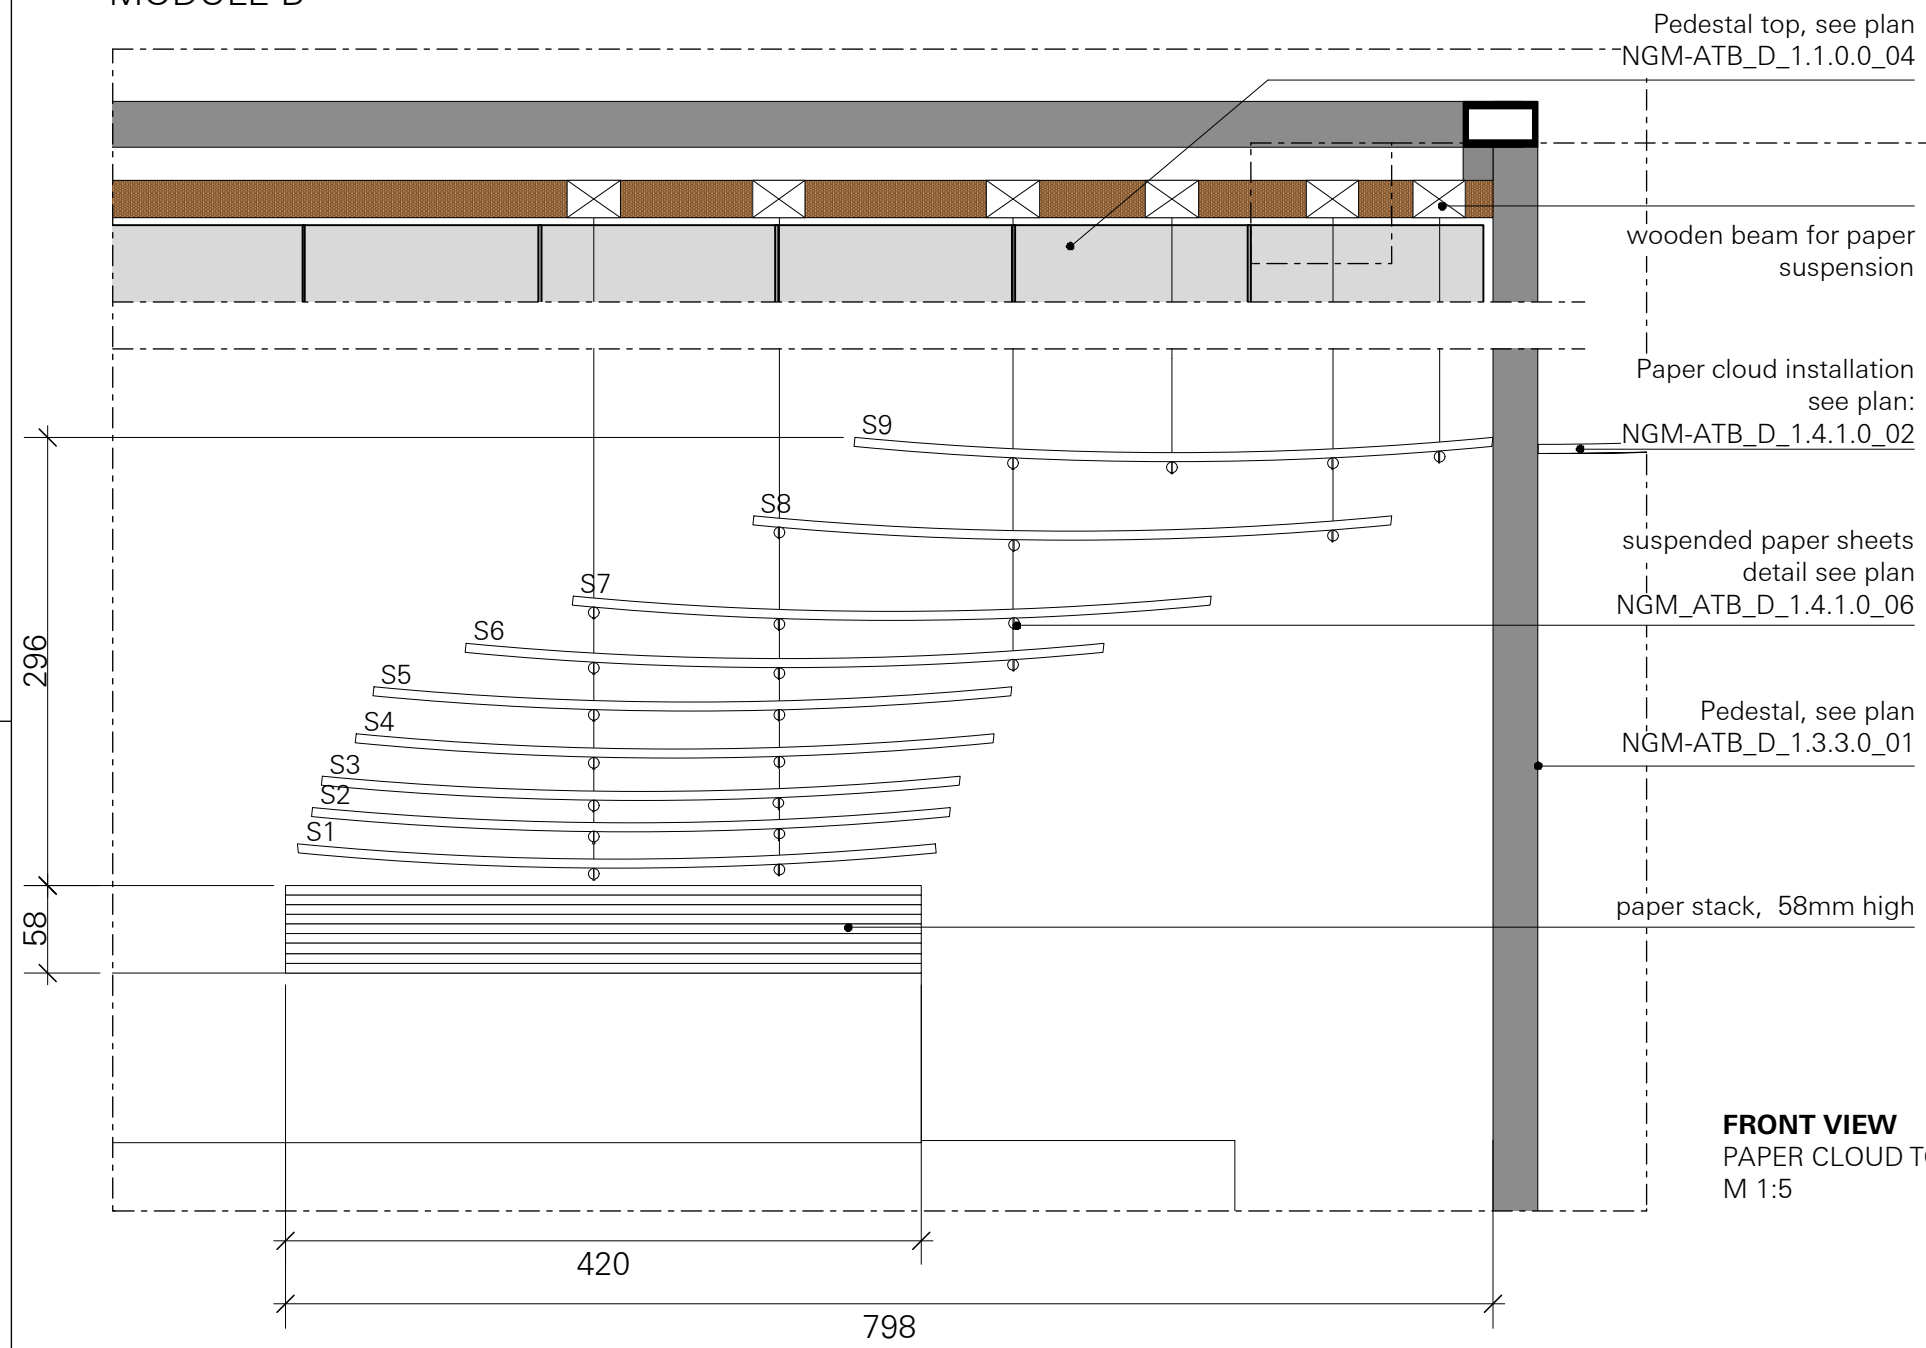 MODULE B
Pedestal top, see plan
NGM-ATB_D_1.1.0.0_04
wooden beam for paper
suspension
Paper cloud installation
see plan:
NGM-ATB_D_1.4.1.0_02
S9
S8
suspended paper sheets
detail see plan
NGM_ATB_D_1.4.1.0_06
S7
S6
296
S5
S4
Pedestal, see plan
NGM-ATB_D_1.3.3.0_01
S3
S2
S1
58
paper stack, 58mm high
FRONT VIEW
PAPER CLOUD
M 1:5
420
798